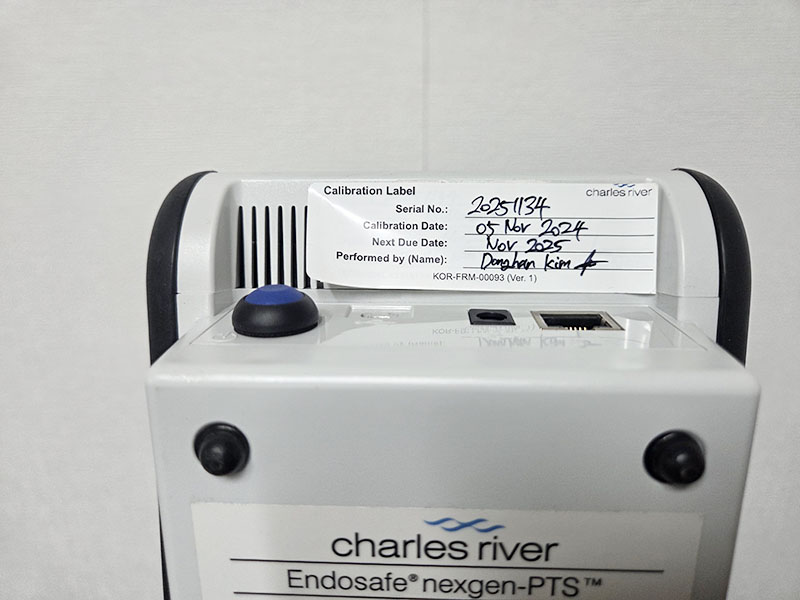 Calibration Label
charles river
Serial No.: 20251134
Calibration Date: 05 Nov 2024
Next Due Date: Nov 2025
Performed by (Name): Donghan Kim
KOR-FRM-00093 (Ver. 1)
charles river
Endosafe® nexgen-PTS™